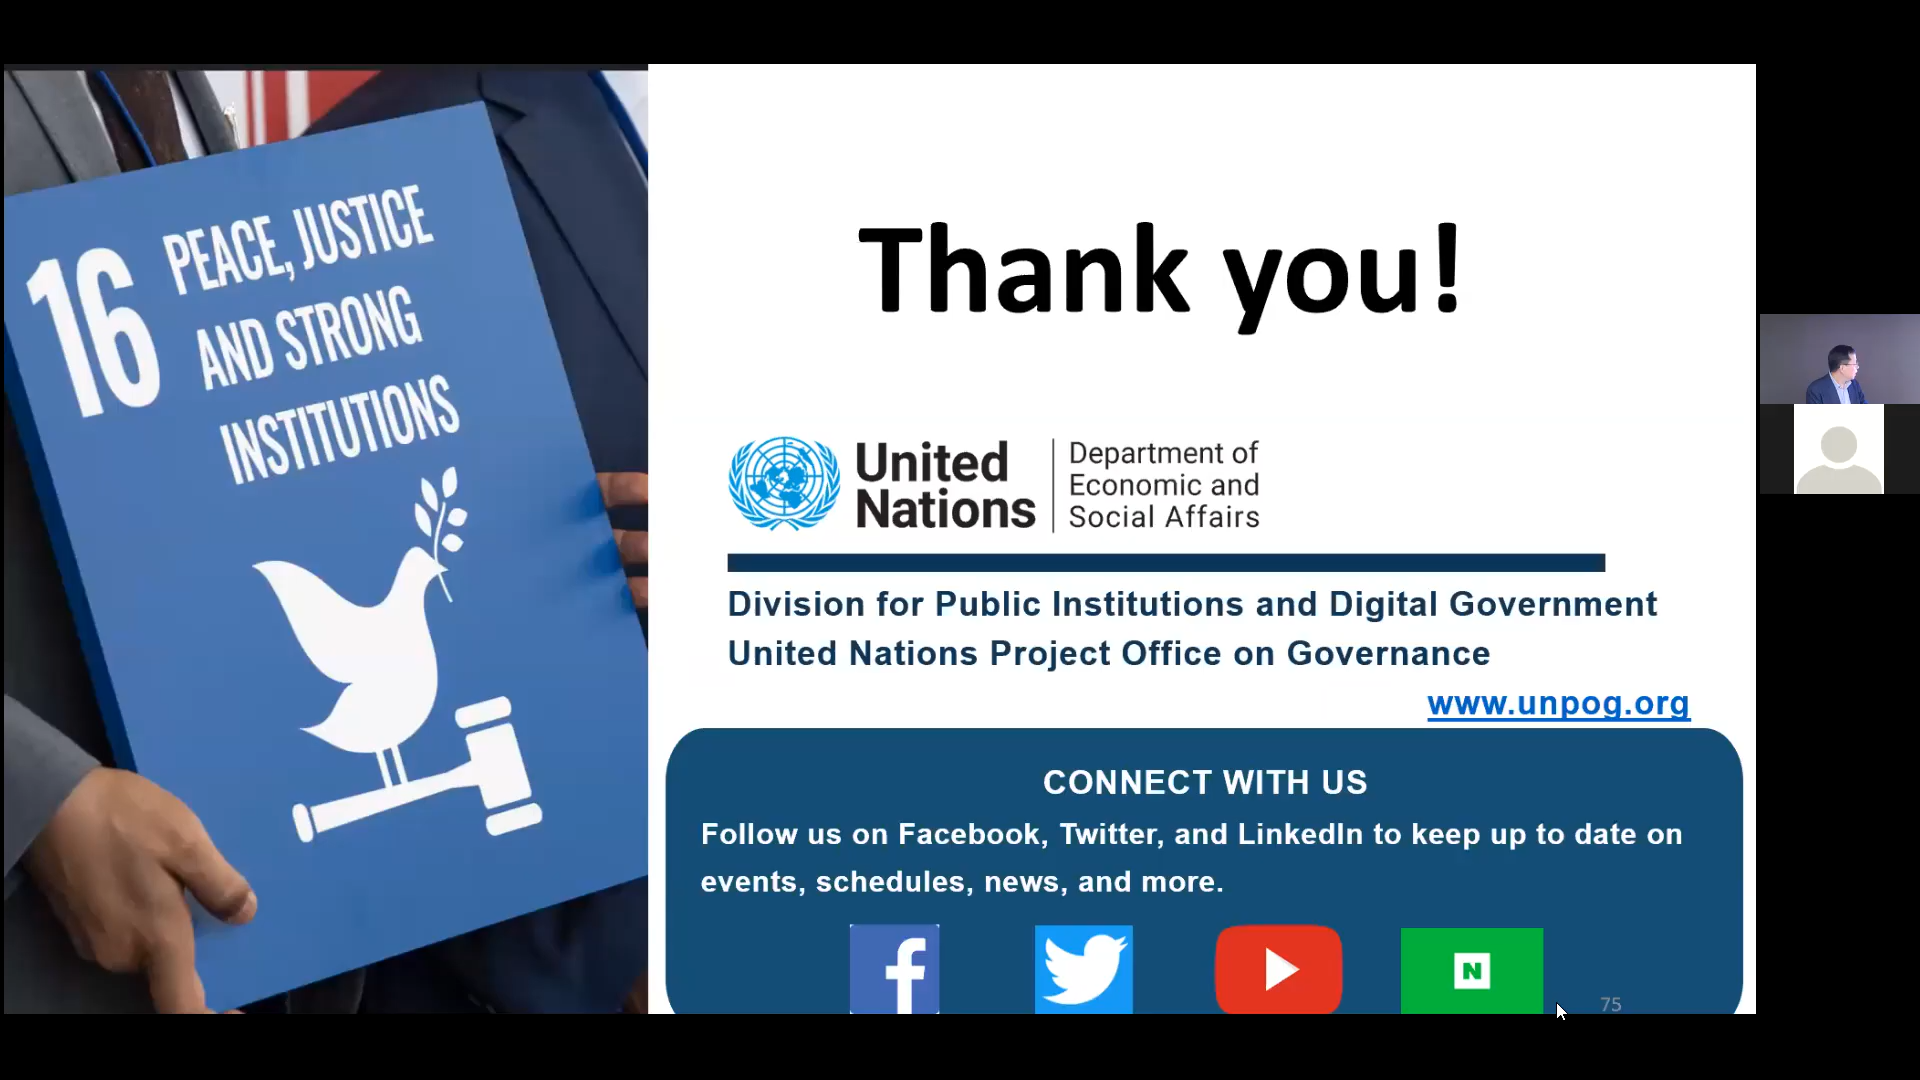 16 PEACE, JUSTICE
AND STRONG
INSTITUTIONS
Thank you!
United
Nations
Department of
Economic and
Social Affairs
Division for Public Institutions and Digital Government
United Nations Project Office on Governance
www.unpog.org
CONNECT WITH US
Follow us on Facebook, Twitter, and LinkedIn to keep up to date on
events, schedules, news, and more.
f
N
75